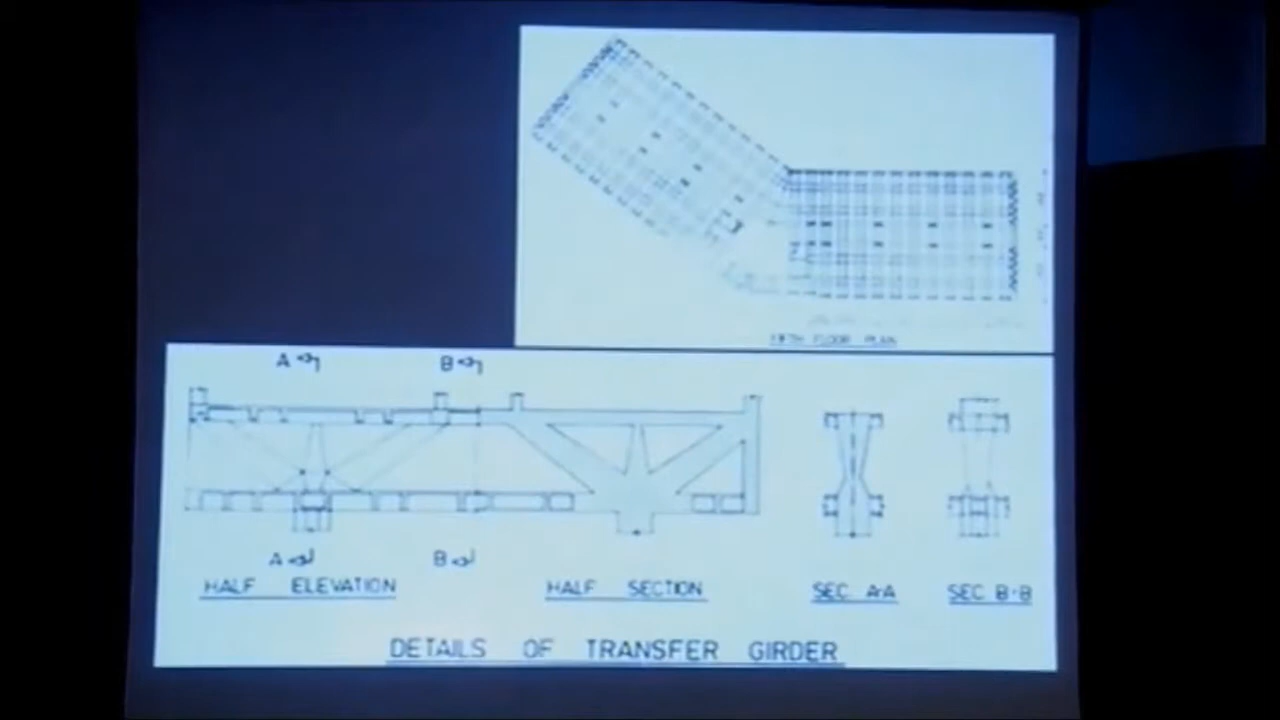 FIFTH FLOOR PLAN
A B
A B
HALF ELEVATION HALF SECTION SEC. A-A SEC. B-B
DETAILS OF TRANSFER GIRDER